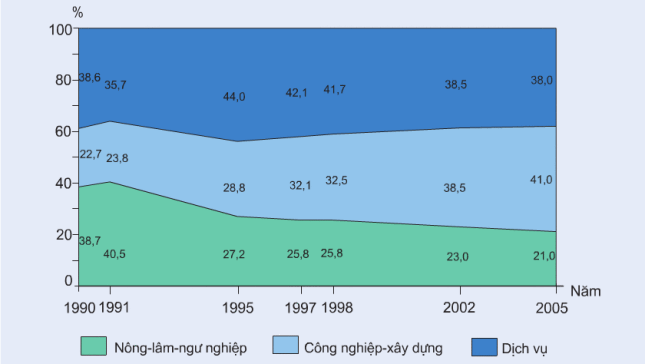 %
100
80
60
40
20
0
38,6 35,7 44,0 42,1 41,7 38,5 38,0
22,7 23,8 28,8 32,1 32,5 38,5 41,0
38,7 40,5 27,2 25,8 25,8 23,0 21,0
1990 1991 1995 1997 1998 2002 2005 Năm
Nông-lâm-ngư nghiệp Công nghiệp-xây dựng Dịch vụ